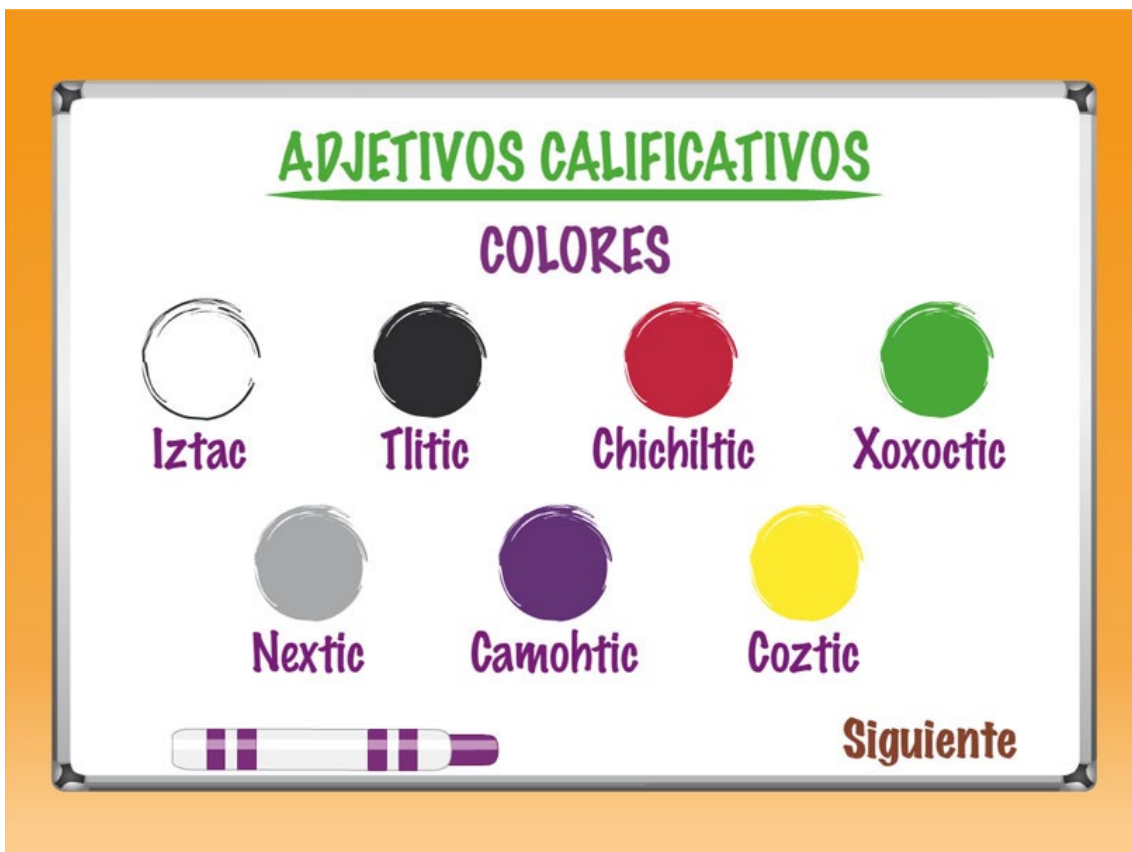 ADJETIVOS CALIFICATIVOS
COLORES
Iztac Tlitic Chichiltic Xoxoctic
Nextic Camohtic Coztic
Siguiente